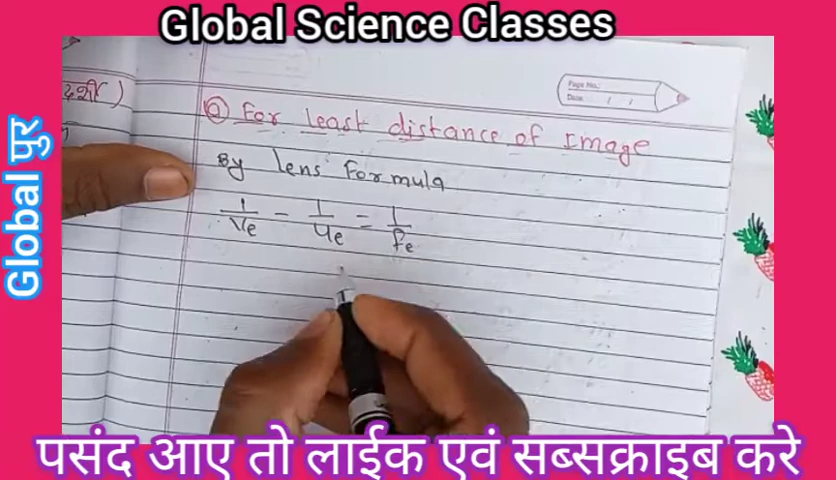 Global Science Classes
Global पुर
Page No.:
Date / /
दर्शी )
(a) For least distance of Image
By lens Formula
1/Ve - 1/Ue = 1/fe
पसंद आए तो लाईक एवं सब्सक्राइब करे